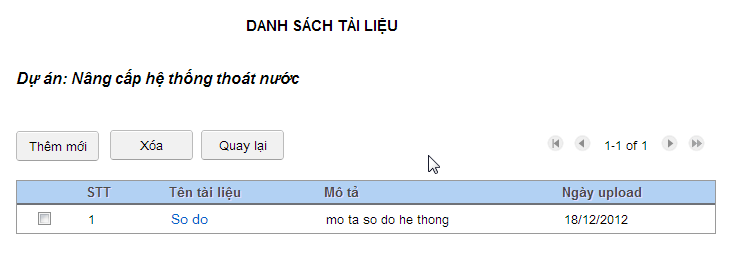 DANH SÁCH TÀI LIỆU
Dự án: Nâng cấp hệ thống thoát nước
Thêm mới Xóa Quay lại 1-1 of 1
STT Tên tài liệu Mô tả Ngày upload
1 So do mo ta so do he thong 18/12/2012